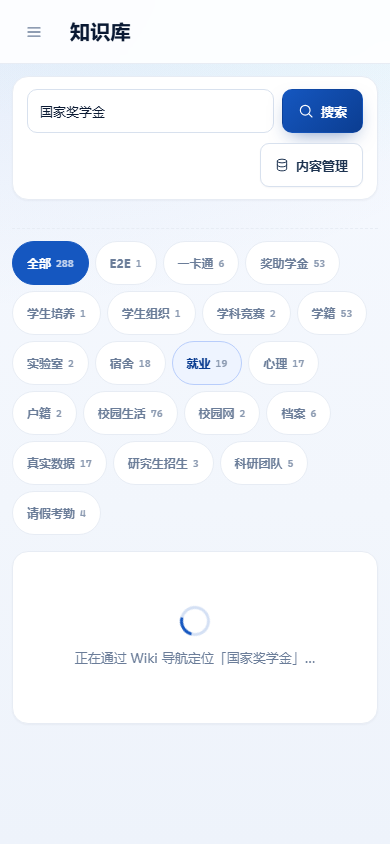 知识库
国家奖学金
搜索
内容管理
全部 288 E2E 1 一卡通 6 奖助学金 53
学生培养 1 学生组织 1 学科竞赛 2 学籍 53
实验室 2 宿舍 18 就业 19 心理 17
户籍 2 校园生活 76 校园网 2 档案 6
真实数据 17 研究生招生 3 科研团队 5
请假考勤 4
正在通过 Wiki 导航定位「国家奖学金」...